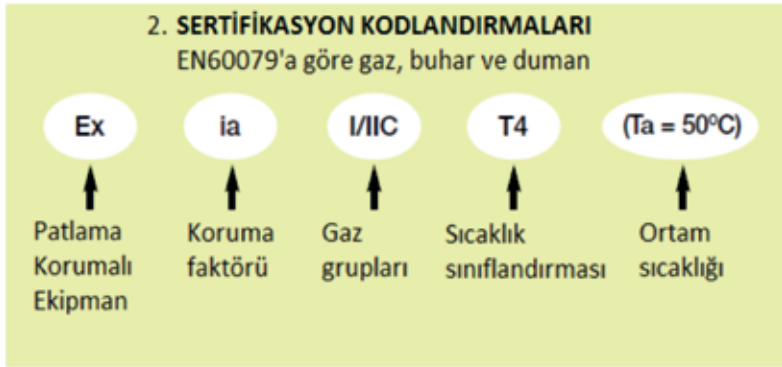 2. SERTİFİKASYON KODLANDIRMALARI
EN60079'a göre gaz, buhar ve duman
Ex ia I/IIC T4 (Ta = 50ºC)
Patlama Koruma Gaz Sıcaklık Ortam
Korumalı faktörü grupları sınıflandırması sıcaklığı
Ekipman